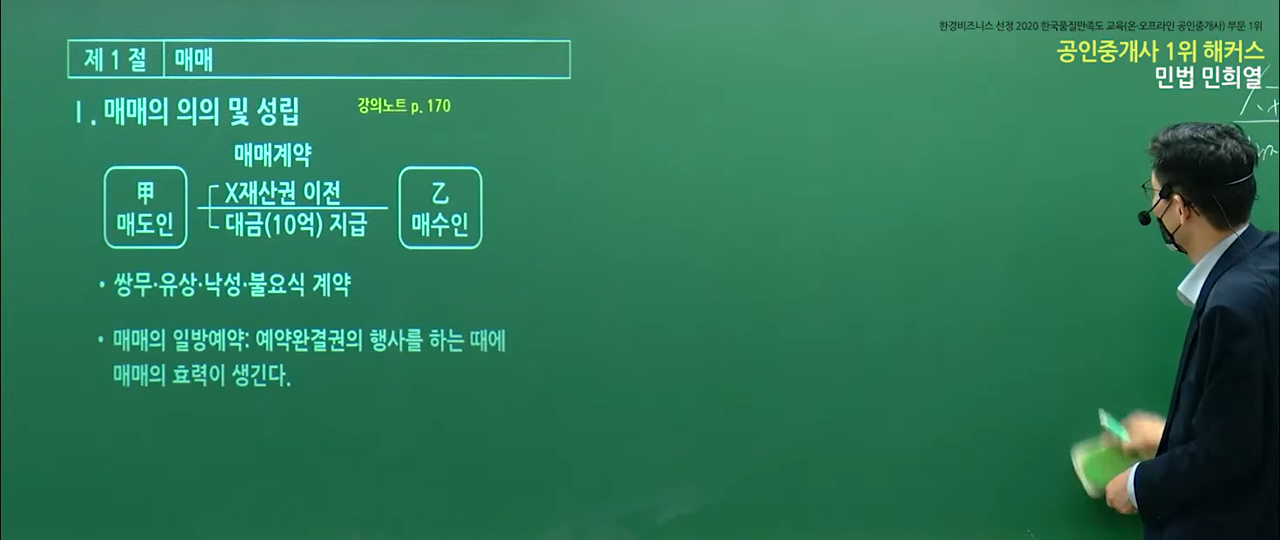 한경비즈니스 선정 2020 한국품질만족도 교육(온·오프라인 공인중개사) 부문 1위
공인중개사 1위 해커스
민법 민희열
제 1 절 매매
Ⅰ. 매매의 의의 및 성립
강의노트 p. 170
매매계약
甲
매도인
X재산권 이전
대금(10억) 지급
乙
매수인
• 쌍무·유상·낙성·불요식 계약
• 매매의 일방예약: 예약완결권의 행사를 하는 때에
매매의 효력이 생긴다.